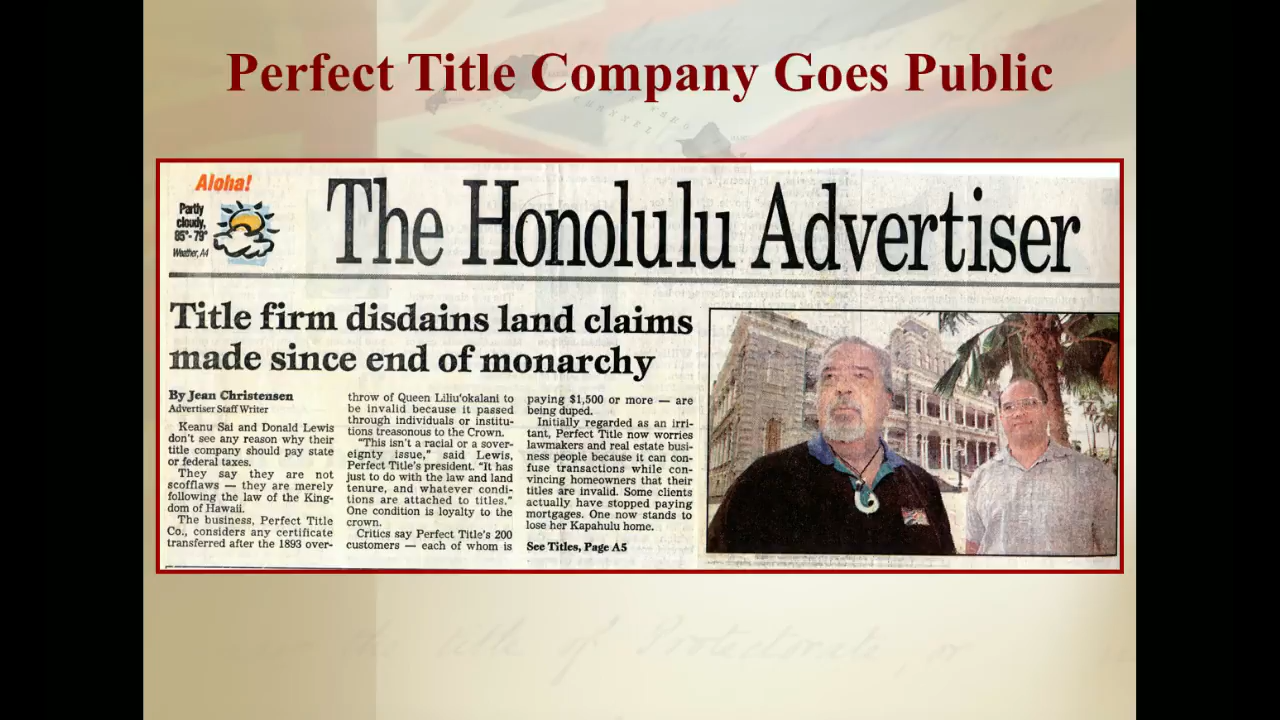 Perfect Title Company Goes Public
Aloha!
Partly
cloudy,
85°- 79°
Weather, A4
The Honolulu Advertiser
Title firm disdains land claims
made since end of monarchy
By Jean Christensen
Advertiser Staff Writer
Keanu Sai and Donald Lewis
don't see any reason why their
title company should pay state
or federal taxes.
They say they are not
scofflaws — they are merely
following the law of the King-
dom of Hawaii.
The business, Perfect Title
Co., considers any certificate
transferred after the 1893 over-
throw of Queen Liliu'okalani to
be invalid because it passed
through individuals or institu-
tions treasonous to the Crown.
"This isn't a racial or a sover-
eignty issue," said Lewis,
Perfect Title's president. "It has
just to do with the law and land
tenure, and whatever condi-
tions are attached to titles."
One condition is loyalty to the
crown.
Critics say Perfect Title's 200
customers — each of whom is
paying $1,500 or more — are
being duped.
Initially regarded as an irri-
tant, Perfect Title now worries
lawmakers and real estate busi-
ness people because it can con-
fuse transactions while con-
vincing homeowners that their
titles are invalid. Some clients
actually have stopped paying
mortgages. One now stands to
lose her Kapahulu home.
See Titles, Page A5
the title of Protectorate, or